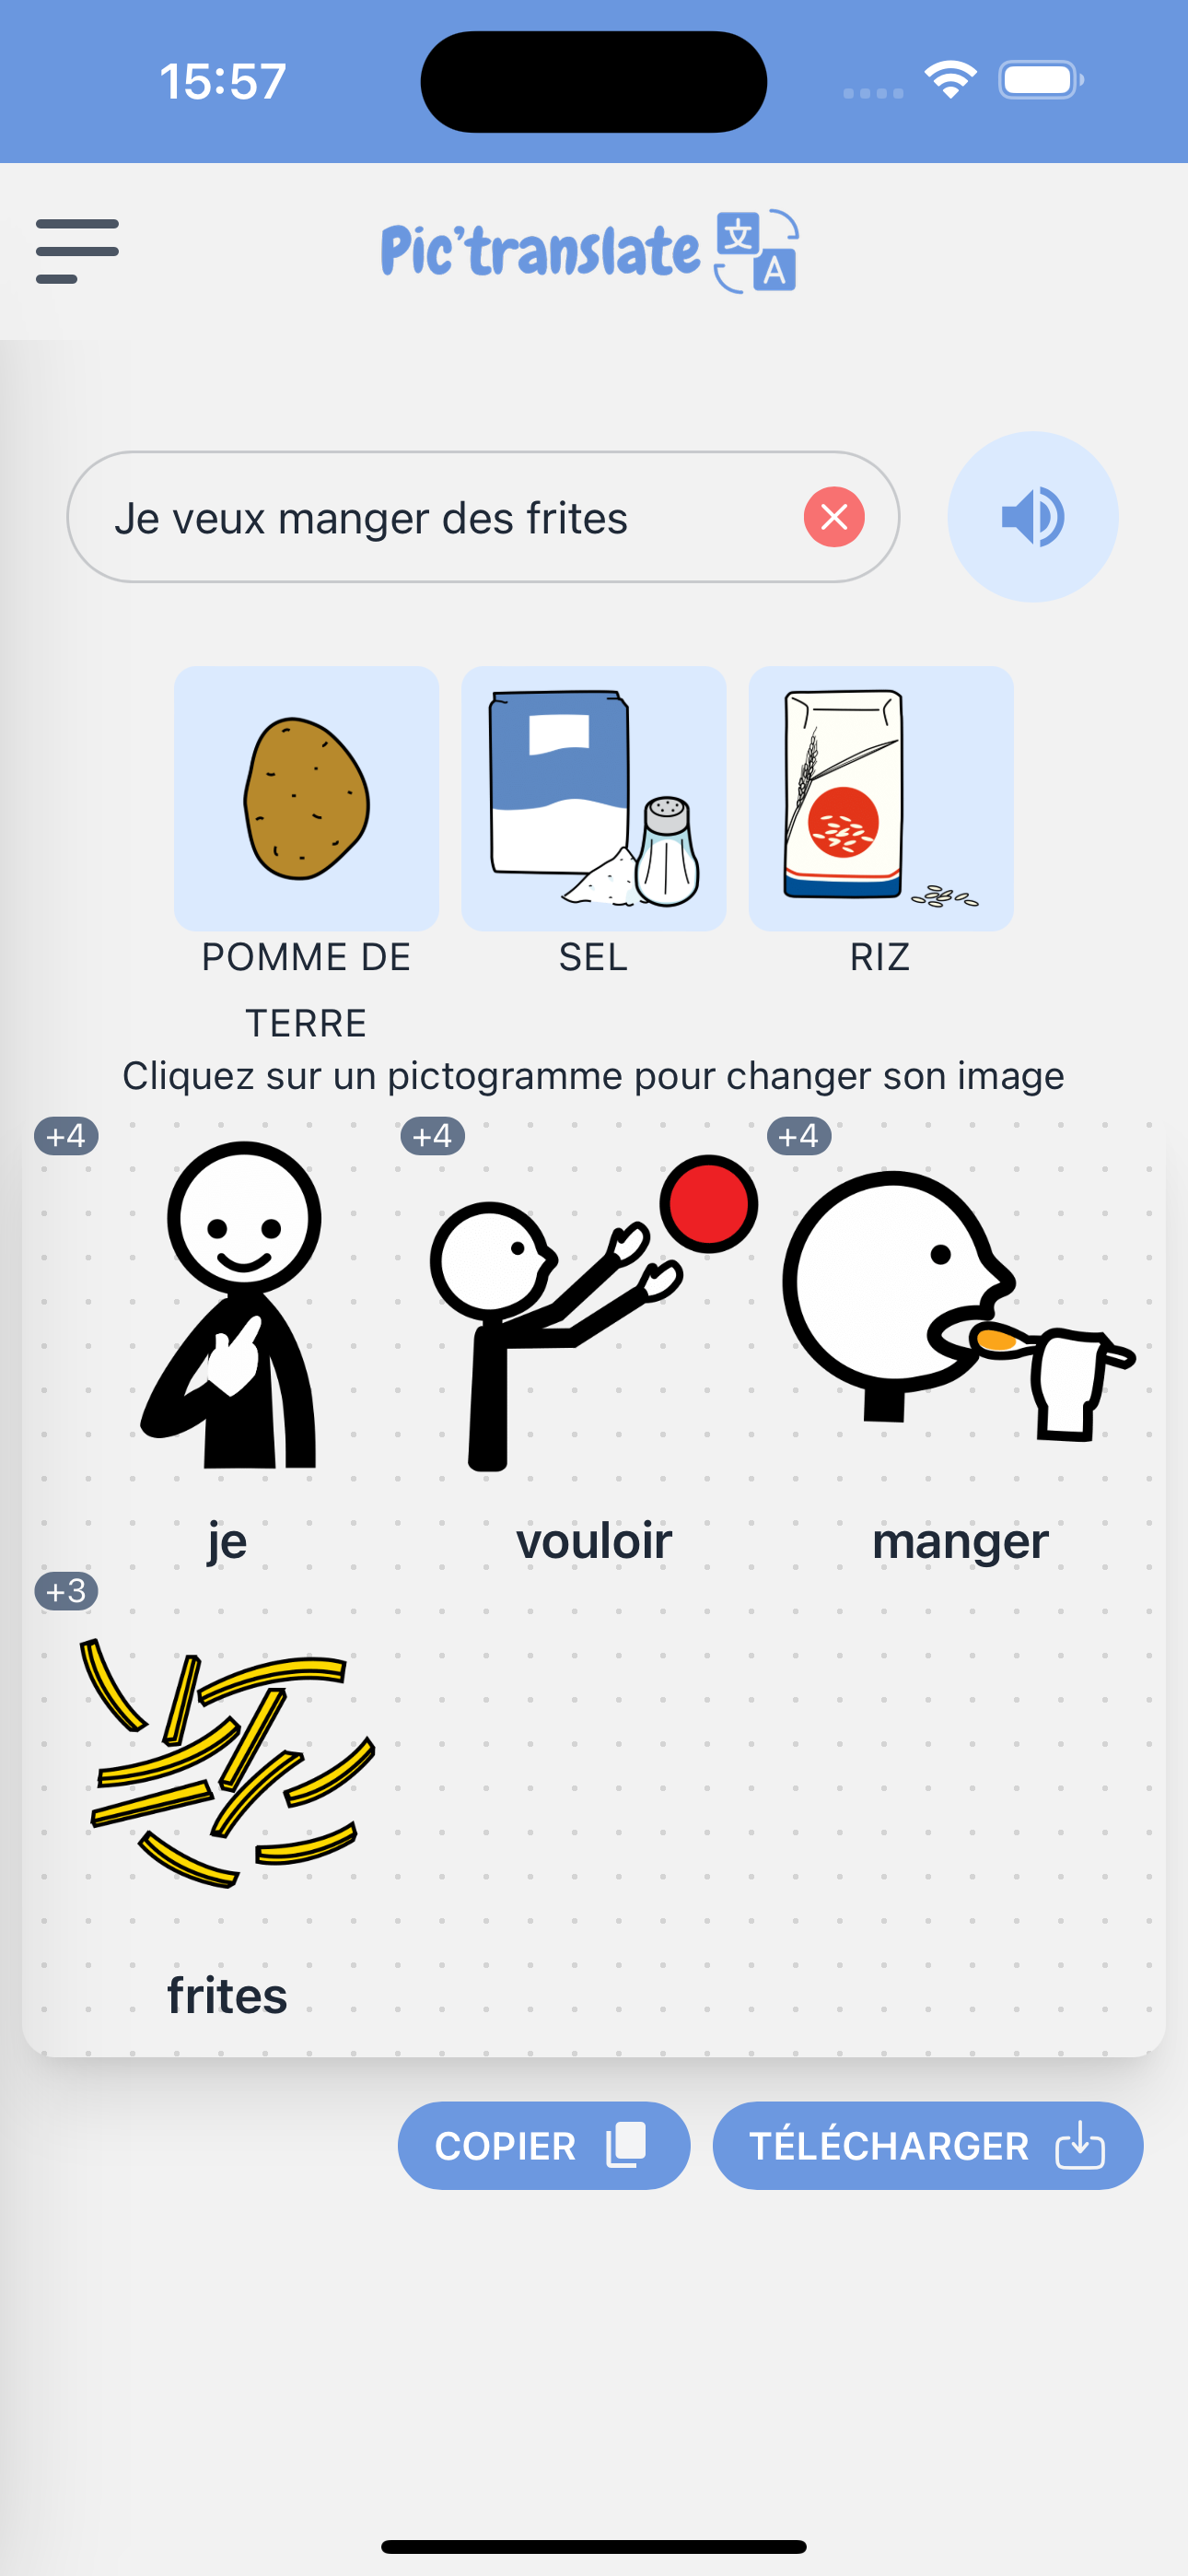 15:57
Pic'translate 文 A
Je veux manger des frites
POMME DE
TERRE
SEL
RIZ
Cliquez sur un pictogramme pour changer son image
+4
+4
+4
je
vouloir
manger
+3
frites
COPIER
TÉLÉCHARGER